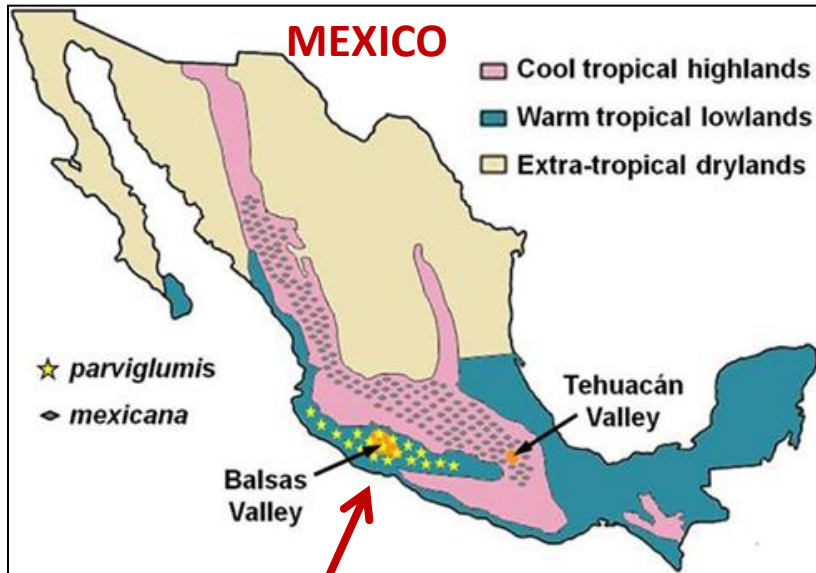 MEXICO
Cool tropical highlands
Warm tropical lowlands
Extra-tropical drylands
parviglumis
mexicana
Tehuacán
Valley
Balsas
Valley